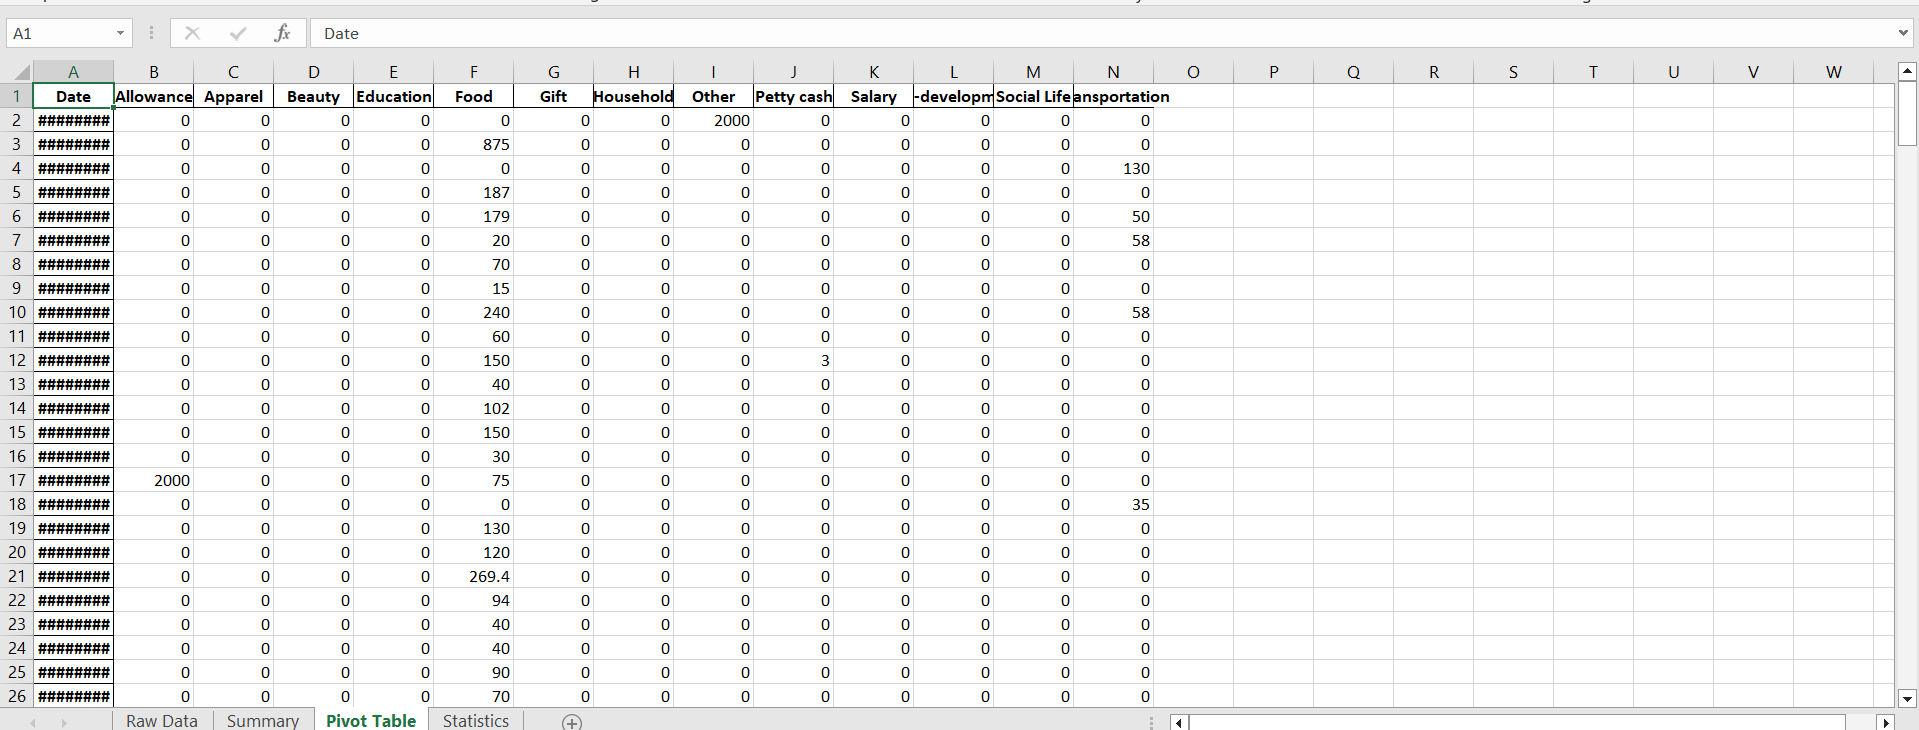 A1 fx Date
A B C D E F G H I J K L M N O P Q R S T U V W
1 Date Allowance Apparel Beauty Education Food Gift Household Other Petty cash Salary -developm Social Life ansportation
2 ######## 0 0 0 0 0 0 0 2000 0 0 0 0 0
3 ######## 0 0 0 0 875 0 0 0 0 0 0 0 0
4 ######## 0 0 0 0 0 0 0 0 0 0 0 0 130
5 ######## 0 0 0 0 187 0 0 0 0 0 0 0 0
6 ######## 0 0 0 0 179 0 0 0 0 0 0 0 50
7 ######## 0 0 0 0 20 0 0 0 0 0 0 0 58
8 ######## 0 0 0 0 70 0 0 0 0 0 0 0 0
9 ######## 0 0 0 0 15 0 0 0 0 0 0 0 0
10 ######## 0 0 0 0 240 0 0 0 0 0 0 0 58
11 ######## 0 0 0 0 60 0 0 0 0 0 0 0 0
12 ######## 0 0 0 0 150 0 0 0 3 0 0 0 0
13 ######## 0 0 0 0 40 0 0 0 0 0 0 0 0
14 ######## 0 0 0 0 102 0 0 0 0 0 0 0 0
15 ######## 0 0 0 0 150 0 0 0 0 0 0 0 0
16 ######## 0 0 0 0 30 0 0 0 0 0 0 0 0
17 ######## 2000 0 0 0 75 0 0 0 0 0 0 0 0
18 ######## 0 0 0 0 0 0 0 0 0 0 0 0 35
19 ######## 0 0 0 0 130 0 0 0 0 0 0 0 0
20 ######## 0 0 0 0 120 0 0 0 0 0 0 0 0
21 ######## 0 0 0 0 269.4 0 0 0 0 0 0 0 0
22 ######## 0 0 0 0 94 0 0 0 0 0 0 0 0
23 ######## 0 0 0 0 40 0 0 0 0 0 0 0 0
24 ######## 0 0 0 0 40 0 0 0 0 0 0 0 0
25 ######## 0 0 0 0 90 0 0 0 0 0 0 0 0
26 ######## 0 0 0 0 70 0 0 0 0 0 0 0 0
Raw Data Summary Pivot Table Statistics